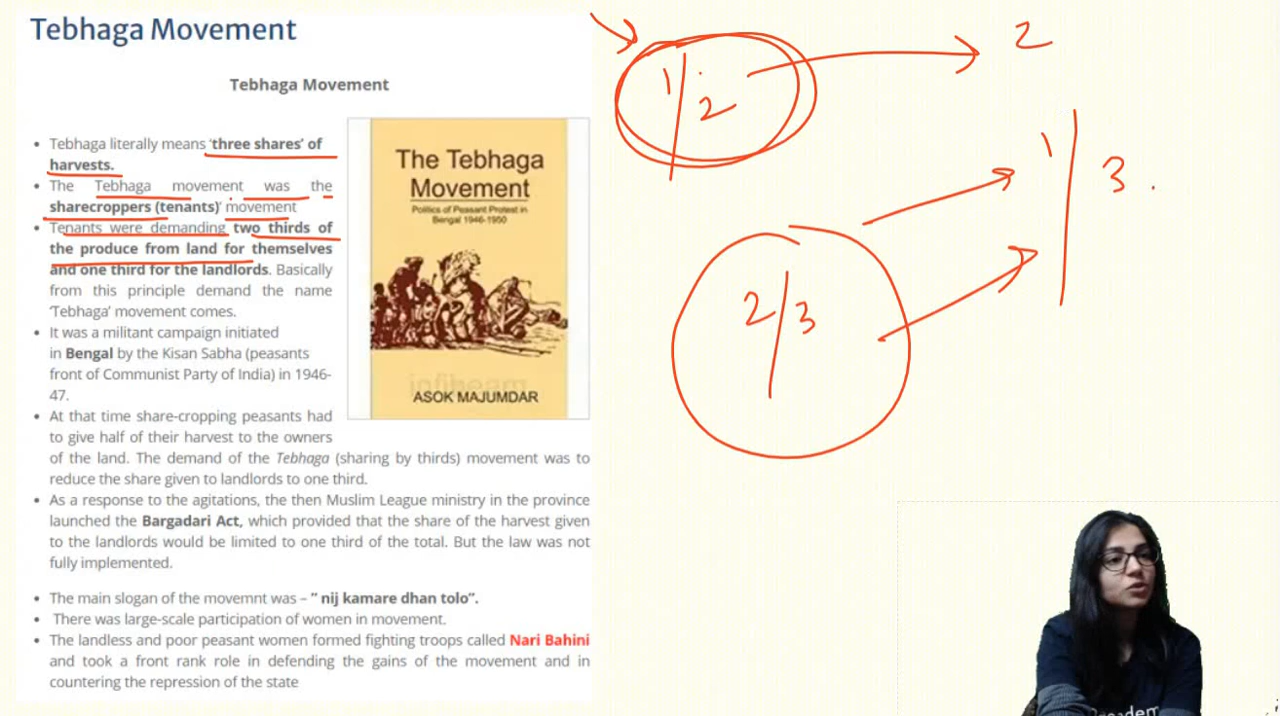 Tebhaga Movement
Tebhaga Movement
• Tebhaga literally means 'three shares' of
harvests.
• The Tebhaga movement was the
sharecroppers (tenants)' movement
• Tenants were demanding two thirds of
the produce from land for themselves
and one third for the landlords. Basically
from this principle demand the name
'Tebhaga' movement comes.
• It was a militant campaign initiated
in Bengal by the Kisan Sabha (peasants
front of Communist Party of India) in 1946-
47.
• At that time share-cropping peasants had
to give half of their harvest to the owners
of the land. The demand of the Tebhaga (sharing by thirds) movement was to
reduce the share given to landlords to one third.
• As a response to the agitations, the then Muslim League ministry in the province
launched the Bargadari Act, which provided that the share of the harvest given
to the landlords would be limited to one third of the total. But the law was not
fully implemented.
• The main slogan of the movemnt was – " nij kamare dhan tolo".
• There was large-scale participation of women in movement.
• The landless and poor peasant women formed fighting troops called Nari Bahini
and took a front rank role in defending the gains of the movement and in
countering the repression of the state
The Tebhaga
Movement
Politics of Peasant Protest in
Bengal 1946-1950
infibeam
ASOK MAJUMDAR
1/2
2
1/3
2/3